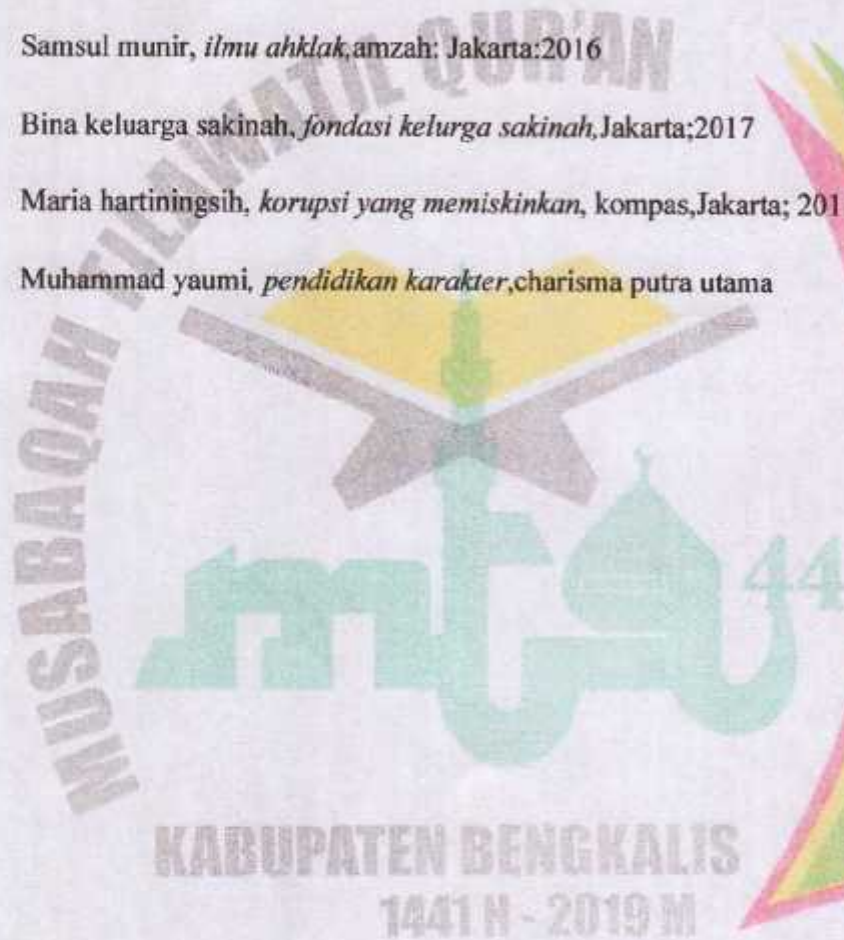 Samsul munir, ilmu ahklak,amzah: Jakarta:2016
Bina keluarga sakinah, fondasi kelurga sakinah,Jakarta;2017
Maria hartiningsih, korupsi yang memiskinkan, kompas,Jakarta; 201
Muhammad yaumi, pendidikan karakter,charisma putra utama
MUSABAQAH TILAWATIL QUR'AN
mtq
44
KABUPATEN BENGKALIS
1441 H - 2019 M